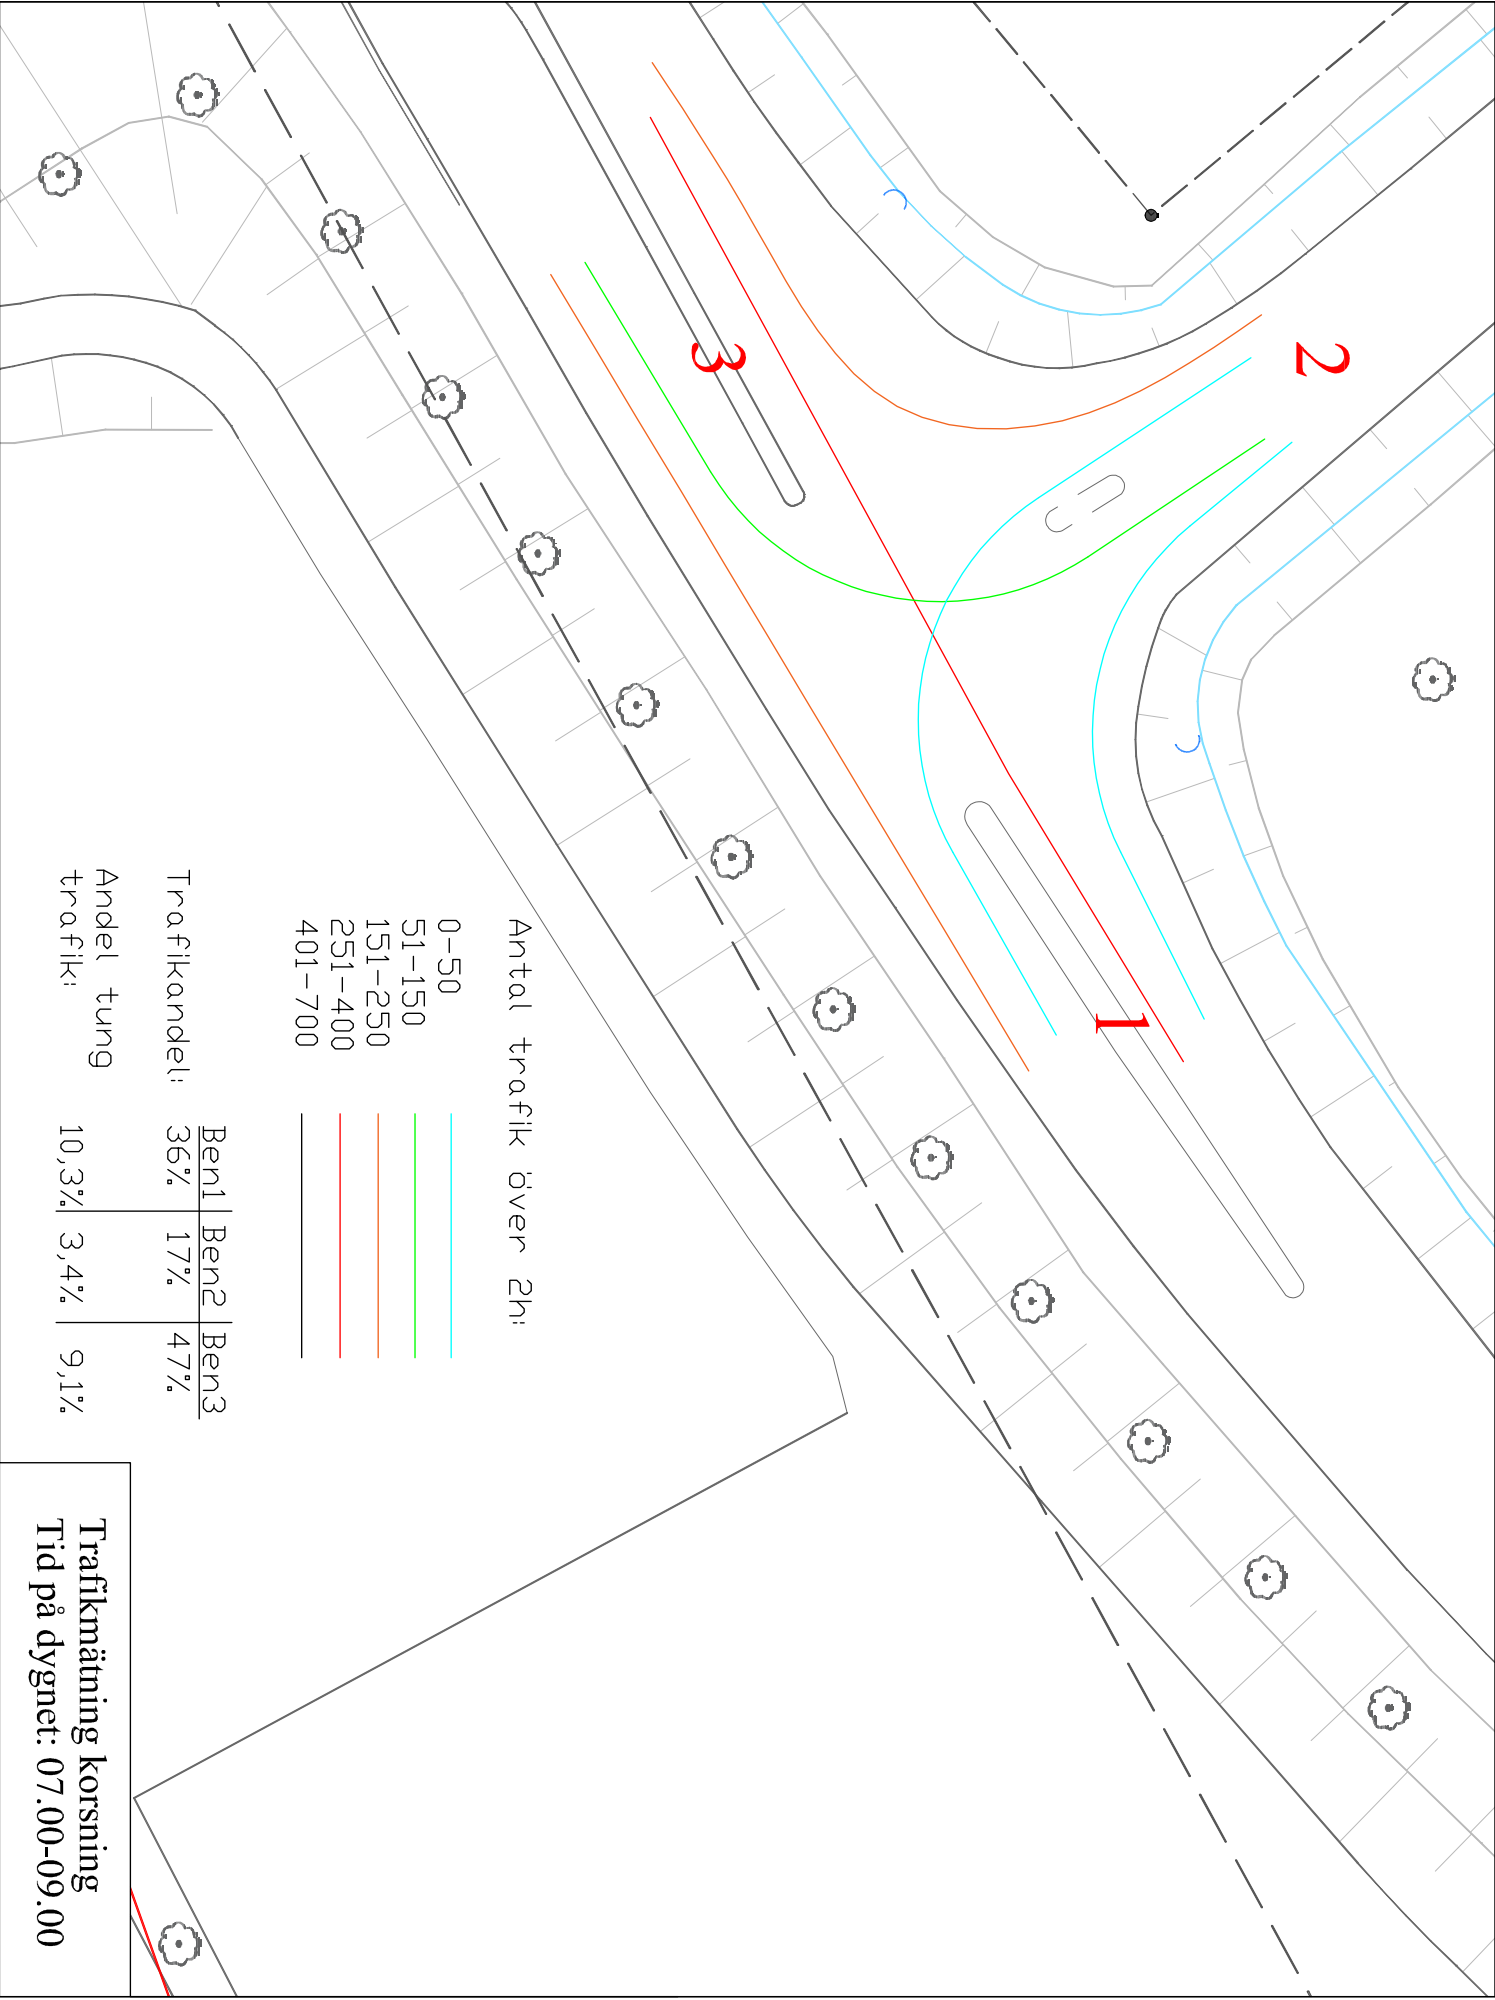 2
3
1
Antal trafik över 2h:
0-50
51-150
151-250
251-400
401-700
Ben1 Ben2 Ben3
Trafikandel: 36% 17% 47%
Andel tung
trafik: 10,3% 3,4% 9,1%
Trafikmätning korsning
Tid på dygnet: 07.00-09.00